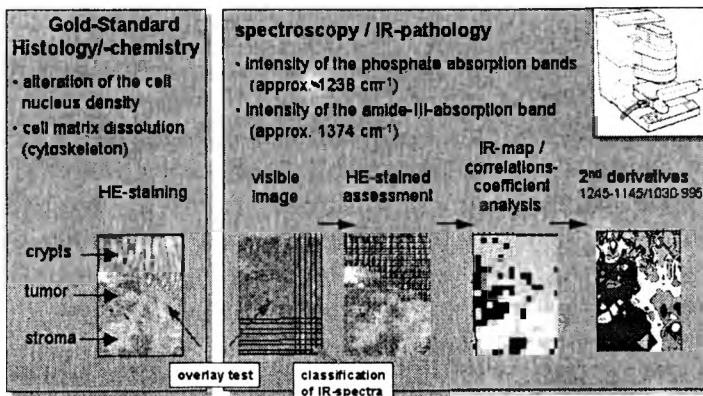 Gold-Standard
Histology/-chemistry
• alteration of the cell
nucleus density
• cell matrix dissolution
(cytoskeleton)
HE-staining
crypts
tumor
stroma
overlay test
spectroscopy / IR-pathology
• intensity of the phosphate absorption bands
(approx. 1238 cm⁻¹)
• intensity of the amide-III-absorption band
(approx. 1374 cm⁻¹)
visible
image
HE-stained
assessment
IR-map /
correlations-
coefficient
analysis
2nd derivatives
1245-1145/1030-995
classification
of IR-spectra